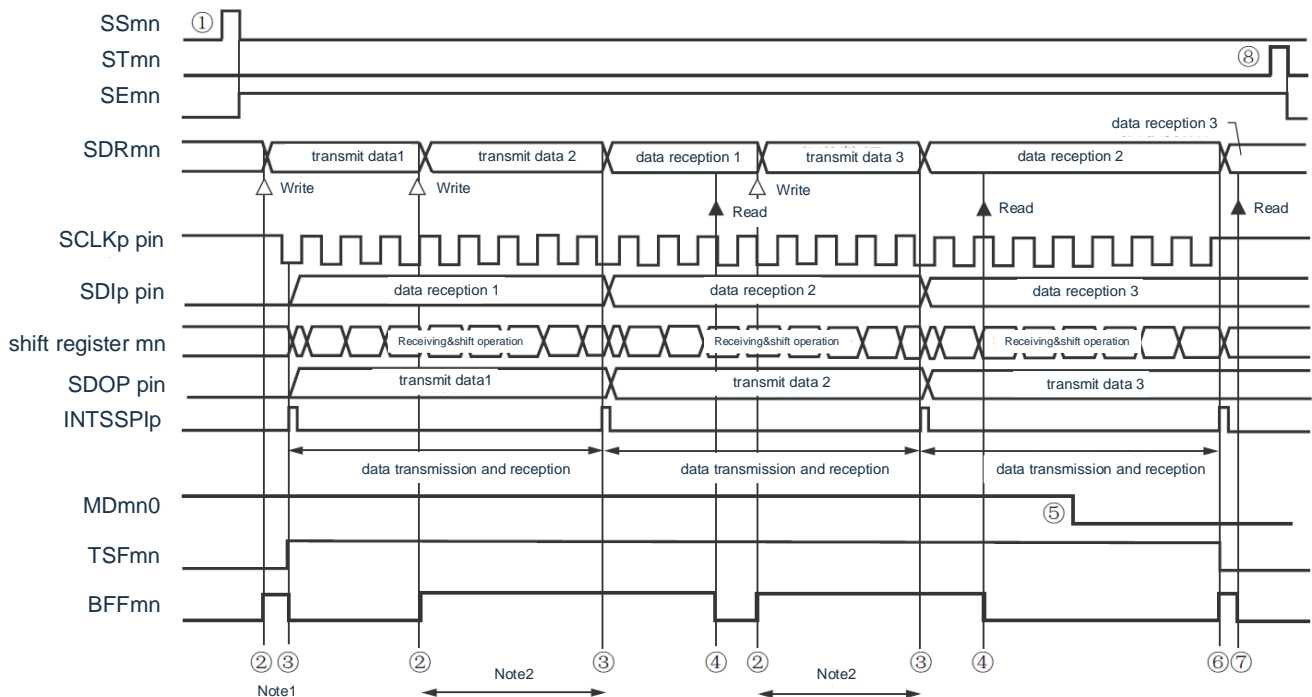 SSmn ①
STmn ⑧
SEmn
data reception 3
SDRmn transmit data1 transmit data 2 data reception 1 transmit data 3 data reception 2
Write Write Read Write Read Read
SCLKp pin
SDIp pin data reception 1 data reception 2 data reception 3
shift register mn Receiving&shift operation Receiving&shift operation Receiving&shift operation
SDOP pin transmit data1 transmit data 2 transmit data 3
INTSSPIp
data transmission and reception data transmission and reception data transmission and reception
MDmn0 ⑤
TSFmn
BFFmn
② ③ ② ③ ④ ② ③ ④ ⑥ ⑦
Note1 Note2 Note2